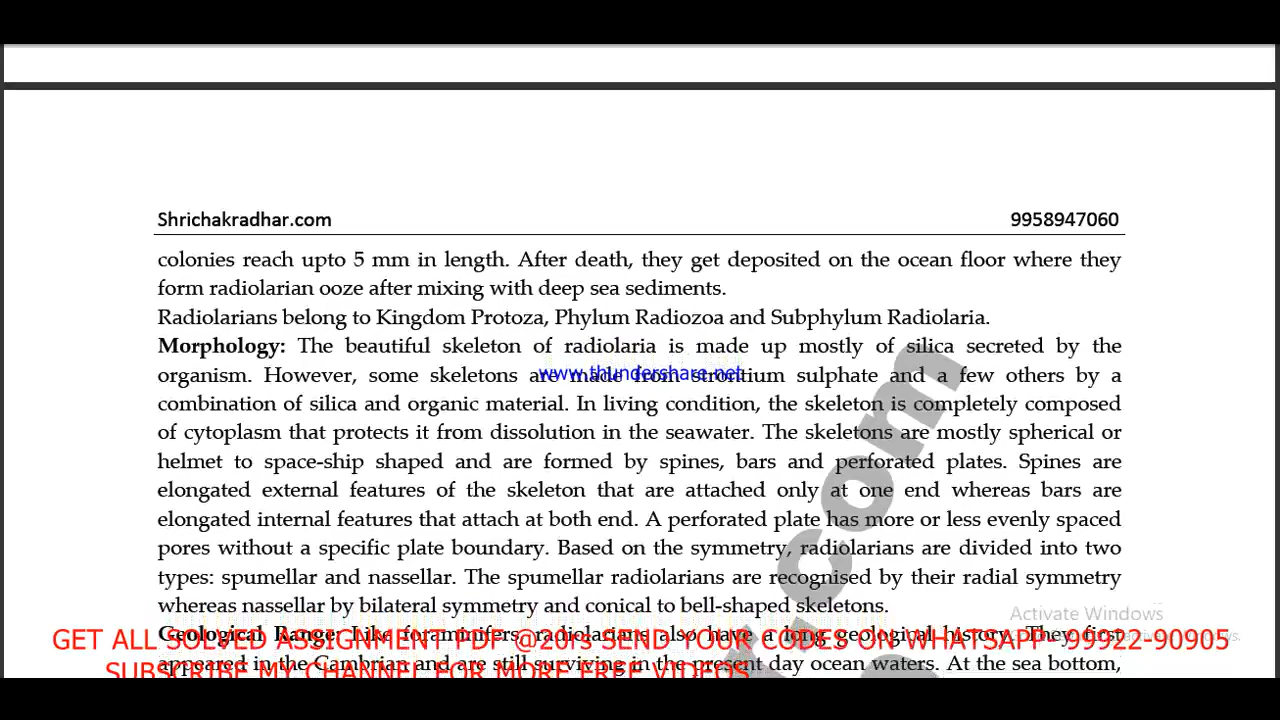 Shrichakradhar.com 9958947060
colonies reach upto 5 mm in length. After death, they get deposited on the ocean floor where they
form radiolarian ooze after mixing with deep sea sediments.
Radiolarians belong to Kingdom Protoza, Phylum Radiozoa and Subphylum Radiolaria.
Morphology: The beautiful skeleton of radiolaria is made up mostly of silica secreted by the
organism. However, some skeletons are made from strontium sulphate and a few others by a
www.thundershare.net
combination of silica and organic material. In living condition, the skeleton is completely composed
of cytoplasm that protects it from dissolution in the seawater. The skeletons are mostly spherical or
helmet to space-ship shaped and are formed by spines, bars and perforated plates. Spines are
elongated external features of the skeleton that are attached only at one end whereas bars are
elongated internal features that attach at both end. A perforated plate has more or less evenly spaced
pores without a specific plate boundary. Based on the symmetry, radiolarians are divided into two
types: spumellar and nassellar. The spumellar radiolarians are recognised by their radial symmetry
whereas nassellar by bilateral symmetry and conical to bell-shaped skeletons.
Activate Windows
Geological Range: Like foraminifers, radiolarians also have a long geological history. They first
GET ALL SOLVED ASSIGNMENT PDF @20rs SEND YOUR CODES ON WHATSAPP 99922-90905
appeared in the Cambrian and are still surviving in the present day ocean waters. At the sea bottom,
SUBSCRIBE MY CHANNEL FOR MORE FREE VIDEOS
r.com